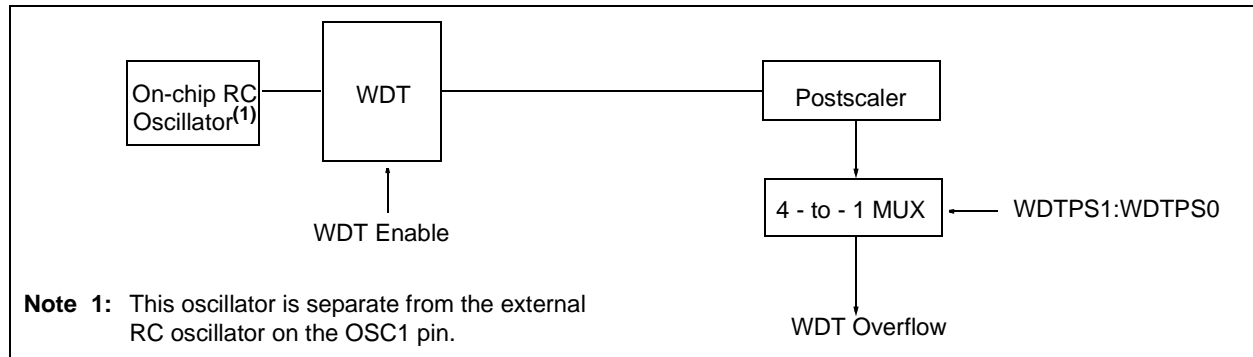 On-chip RC
Oscillator(1)
WDT
Postscaler
WDT Enable
4 - to - 1 MUX
WDTPS1:WDTPS0
WDT Overflow
Note 1: This oscillator is separate from the external
RC oscillator on the OSC1 pin.